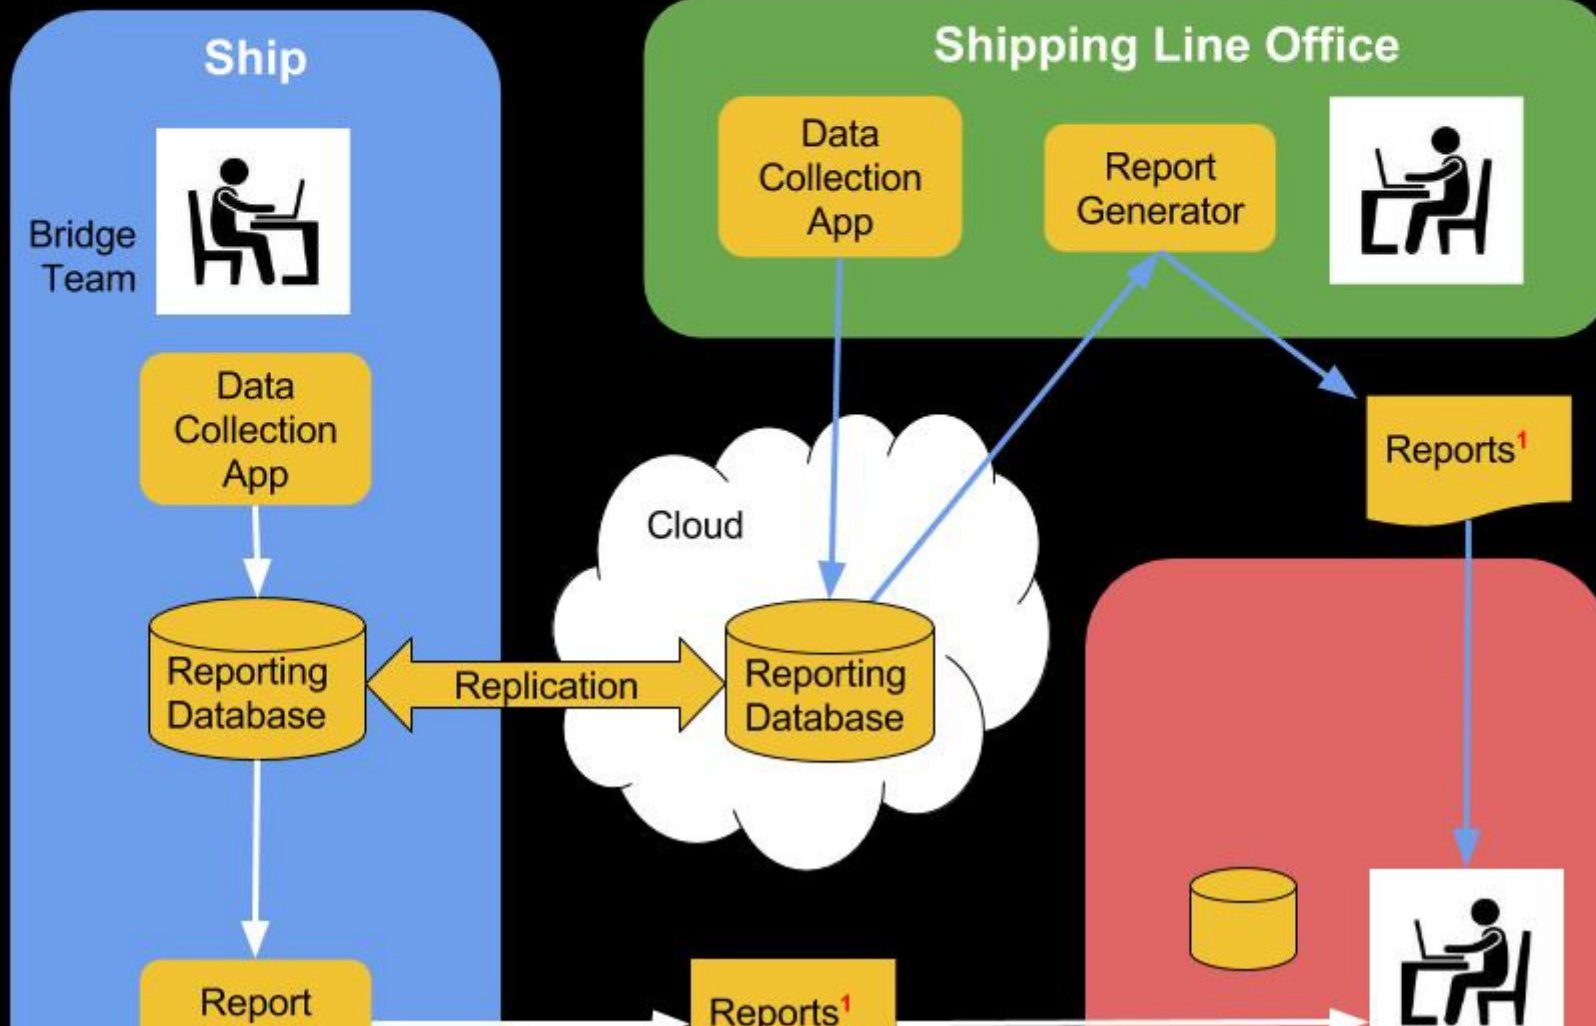 Ship
Bridge
Team
Data
Collection
App
Reporting
Database
Report
Replication
Cloud
Reporting
Database
Shipping Line Office
Data
Collection
App
Report
Generator
Reports¹
Reports¹